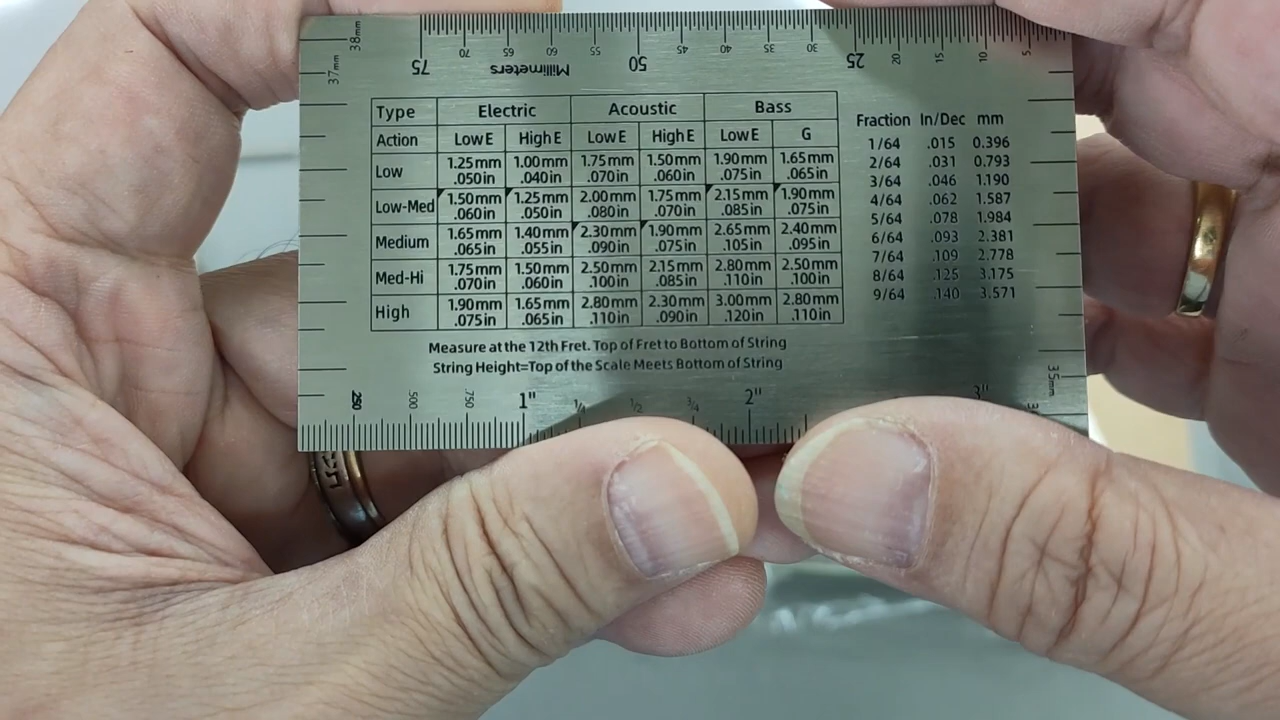 38mm
37mm
75 70 65 60 55 50 45 40 35 30 25 20 15 10 5
Millimeters
Type Electric Acoustic Bass
Action Low E High E Low E High E Low E G
Low 1.25mm 1.00mm 1.75mm 1.50mm 1.90mm 1.65mm
.050in .040in .070in .060in .075in .065in
Low-Med 1.50mm 1.25mm 2.00mm 1.75mm 2.15mm 1.90mm
.060in .050in .080in .070in .085in .075in
Medium 1.65mm 1.40mm 2.30mm 1.90mm 2.65mm 2.40mm
.065in .055in .090in .075in .105in .095in
Med-Hi 1.75mm 1.50mm 2.50mm 2.15mm 2.80mm 2.50mm
.070in .060in .100in .085in .110in .100in
High 1.90mm 1.65mm 2.80mm 2.30mm 3.00mm 2.80mm
.075in .065in .110in .090in .120in .110in
Fraction In/Dec mm
1/64 .015 0.396
2/64 .031 0.793
3/64 .046 1.190
4/64 .062 1.587
5/64 .078 1.984
6/64 .093 2.381
7/64 .109 2.778
8/64 .125 3.175
9/64 .140 3.571
Measure at the 12th Fret. Top of Fret to Bottom of String
String Height=Top of the Scale Meets Bottom of String
35mm
.250 .500 .750 1" 1/4 1/2 3/4 2" 3"